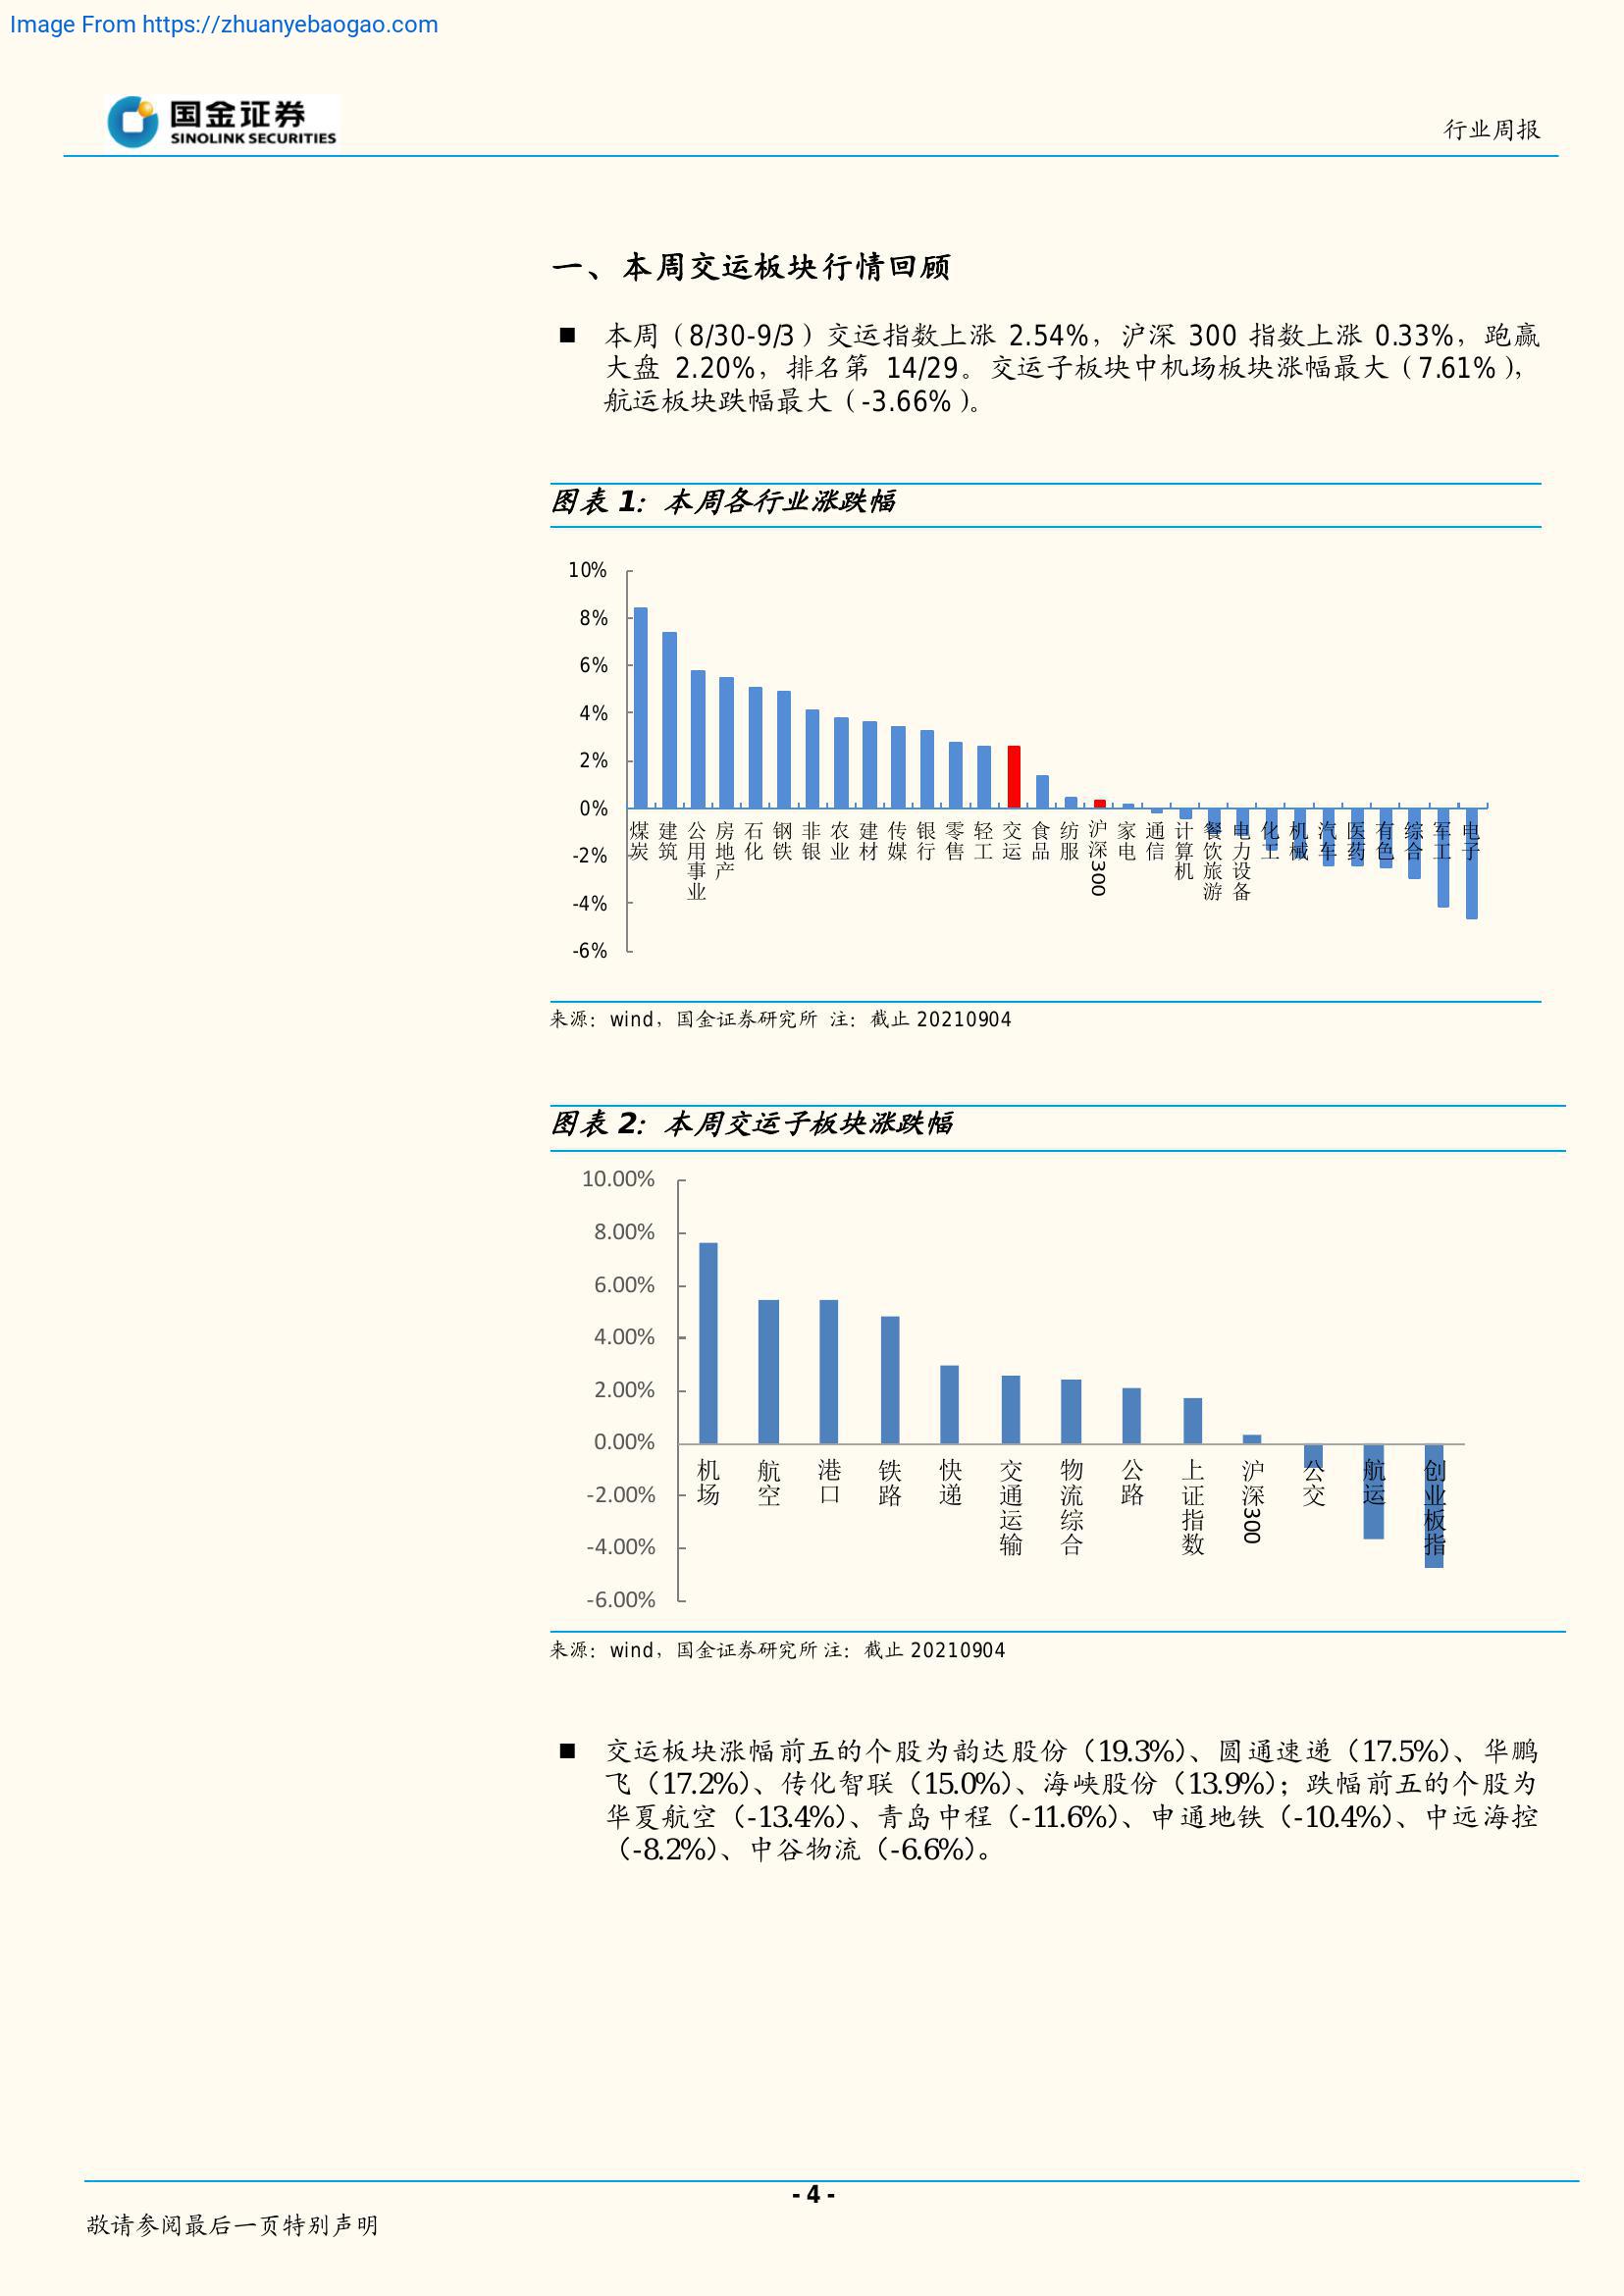 Image From https://zhuanyebaogao.com
国金证券
SINOLINK SECURITIES
行业周报
一、本周交运板块行情回顾
■ 本周（8/30-9/3）交运指数上涨 2.54%，沪深 300 指数上涨 0.33%，跑赢
大盘 2.20%，排名第 14/29。交运子板块中机场板块涨幅最大（7.61%），
航运板块跌幅最大（-3.66%）。
图表 1：本周各行业涨跌幅
10%
8%
6%
4%
2%
0%
-2%
-4%
-6%
煤炭
建筑
公用事业
房地产
石化
钢铁
非银
农业
建材
传媒
银行
零售
轻工
交运
食品
纺服
沪深300
家电
通信
计算机
餐饮旅游
电力设备
化工
机械
汽车
医药
有色
综合
军工
电子
来源：wind，国金证券研究所 注：截止 20210904
图表 2：本周交运子板块涨跌幅
10.00%
8.00%
6.00%
4.00%
2.00%
0.00%
-2.00%
-4.00%
-6.00%
机场
航空
港口
铁路
快递
交通运输
物流综合
公路
上证指数
沪深300
公交
航运
创业板指
来源：wind，国金证券研究所 注：截止 20210904
■ 交运板块涨幅前五的个股为韵达股份（19.3%）、圆通速递（17.5%）、华鹏
飞（17.2%）、传化智联（15.0%）、海峡股份（13.9%）；跌幅前五的个股为
华夏航空（-13.4%）、青岛中程（-11.6%）、申通地铁（-10.4%）、中远海控
（-8.2%）、中谷物流（-6.6%）。
- 4 -
敬请参阅最后一页特别声明